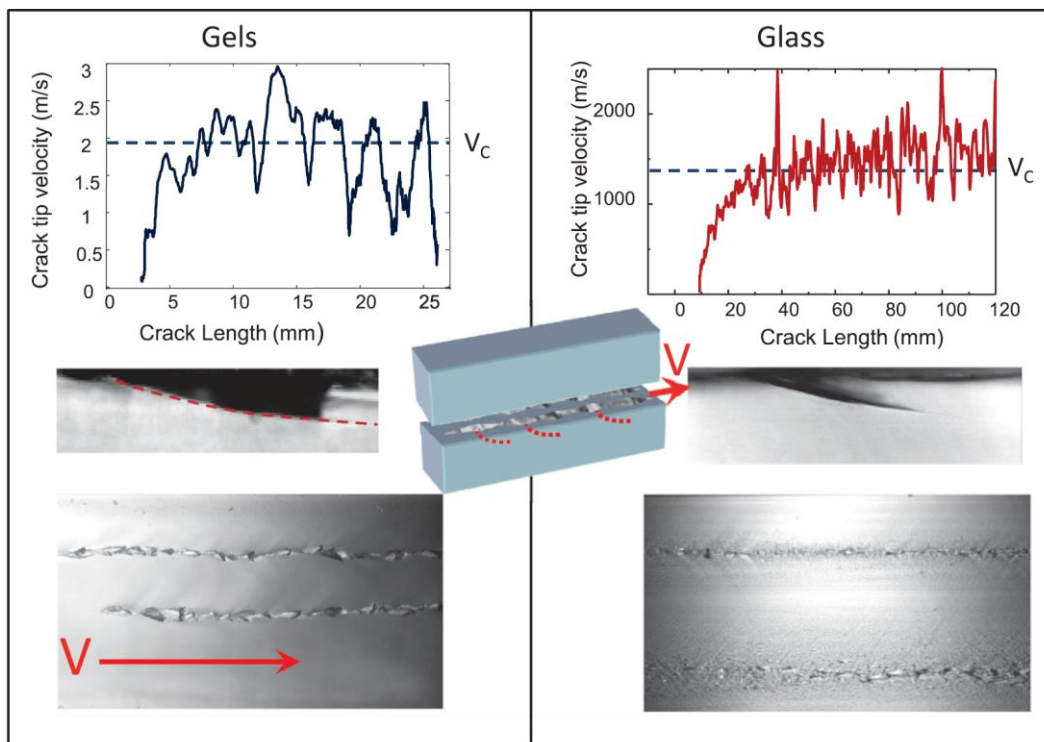 Gels
Crack tip velocity (m/s)
3
2.5
2
1.5
1
0.5
0
0 5 10 15 20 25
Crack Length (mm)
V_C
Glass
Crack tip velocity (m/s)
2000
1000
0 20 40 60 80 100 120
Crack Length (mm)
V_C
V
V